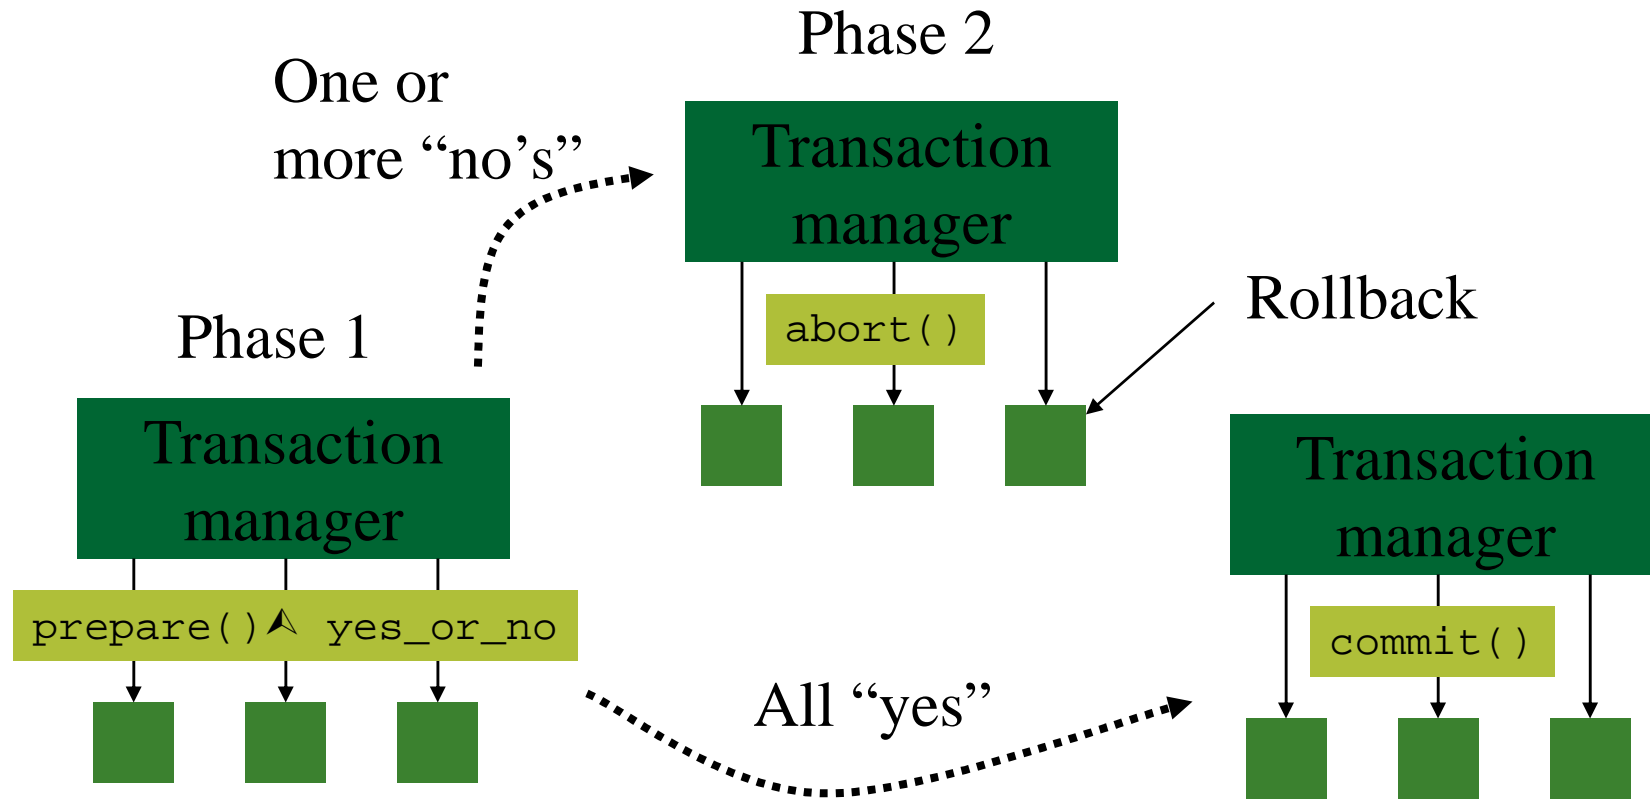 Phase 2
One or
more “no’s”
Transaction
manager
abort()
Rollback
Phase 1
Transaction
manager
prepare() yes_or_no
All “yes”
Transaction
manager
commit()